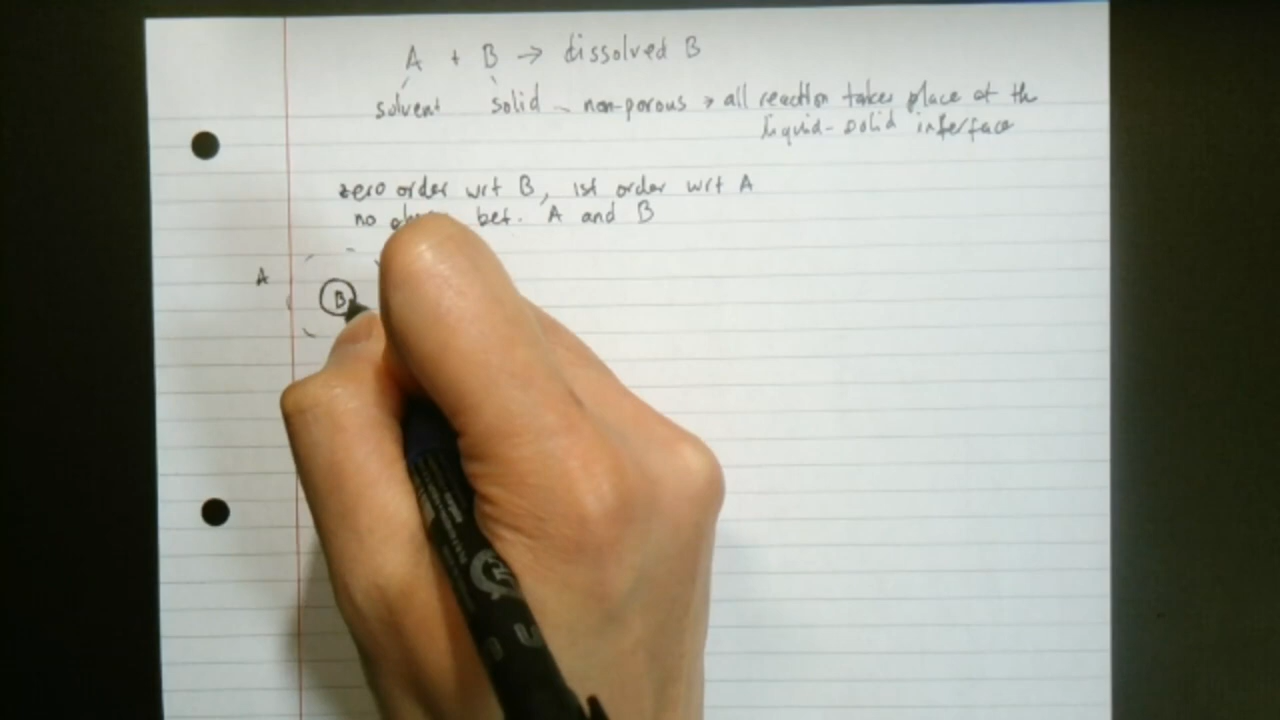 A + B → dissolved B
solvent solid - non-porous → all reaction takes place at the
liquid-solid interface
zero order wrt B, 1st order wrt A
no bet. A and B
A
B